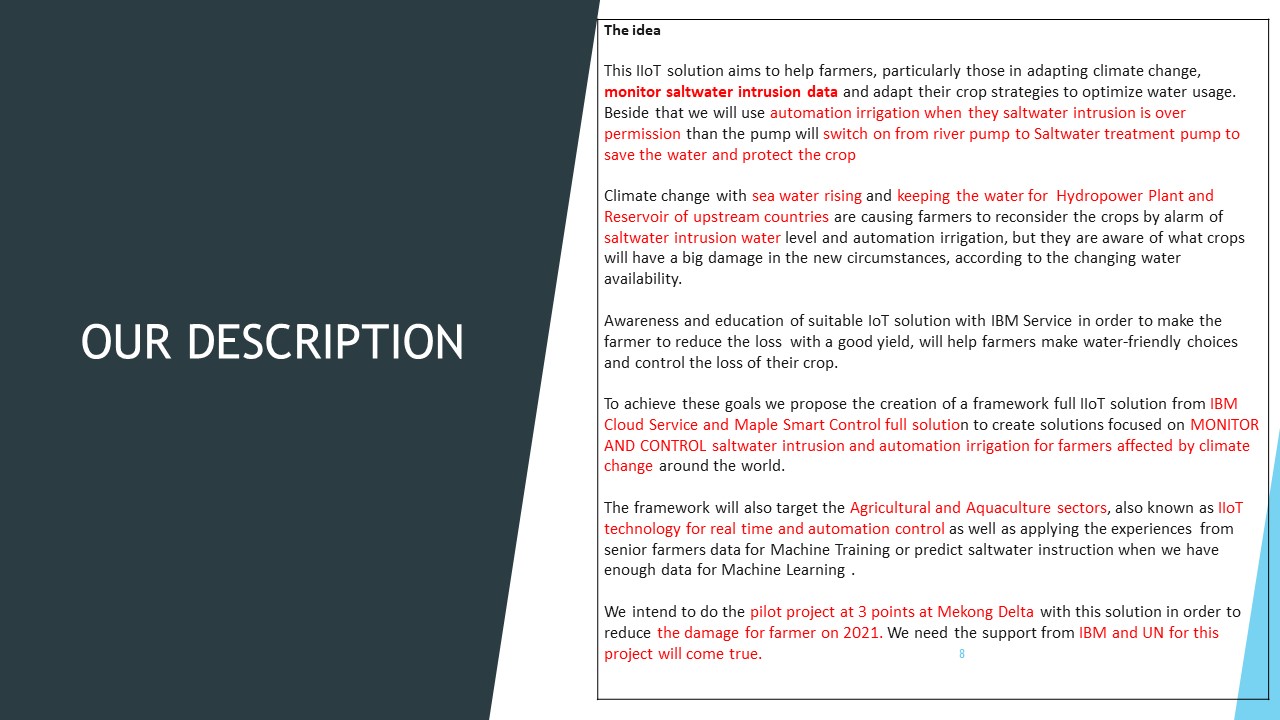 OUR DESCRIPTION
The idea
This IIoT solution aims to help farmers, particularly those in adapting climate change,
monitor saltwater intrusion data and adapt their crop strategies to optimize water usage.
Beside that we will use automation irrigation when they saltwater intrusion is over
permission than the pump will switch on from river pump to Saltwater treatment pump to
save the water and protect the crop
Climate change with sea water rising and keeping the water for Hydropower Plant and
Reservoir of upstream countries are causing farmers to reconsider the crops by alarm of
saltwater intrusion water level and automation irrigation, but they are aware of what crops
will have a big damage in the new circumstances, according to the changing water
availability.
Awareness and education of suitable IoT solution with IBM Service in order to make the
farmer to reduce the loss with a good yield, will help farmers make water-friendly choices
and control the loss of their crop.
To achieve these goals we propose the creation of a framework full IIoT solution from IBM
Cloud Service and Maple Smart Control full solution to create solutions focused on MONITOR
AND CONTROL saltwater intrusion and automation irrigation for farmers affected by climate
change around the world.
The framework will also target the Agricultural and Aquaculture sectors, also known as IIoT
technology for real time and automation control as well as applying the experiences from
senior farmers data for Machine Training or predict saltwater instruction when we have
enough data for Machine Learning .
We intend to do the pilot project at 3 points at Mekong Delta with this solution in order to
reduce the damage for farmer on 2021. We need the support from IBM and UN for this
project will come true.
8